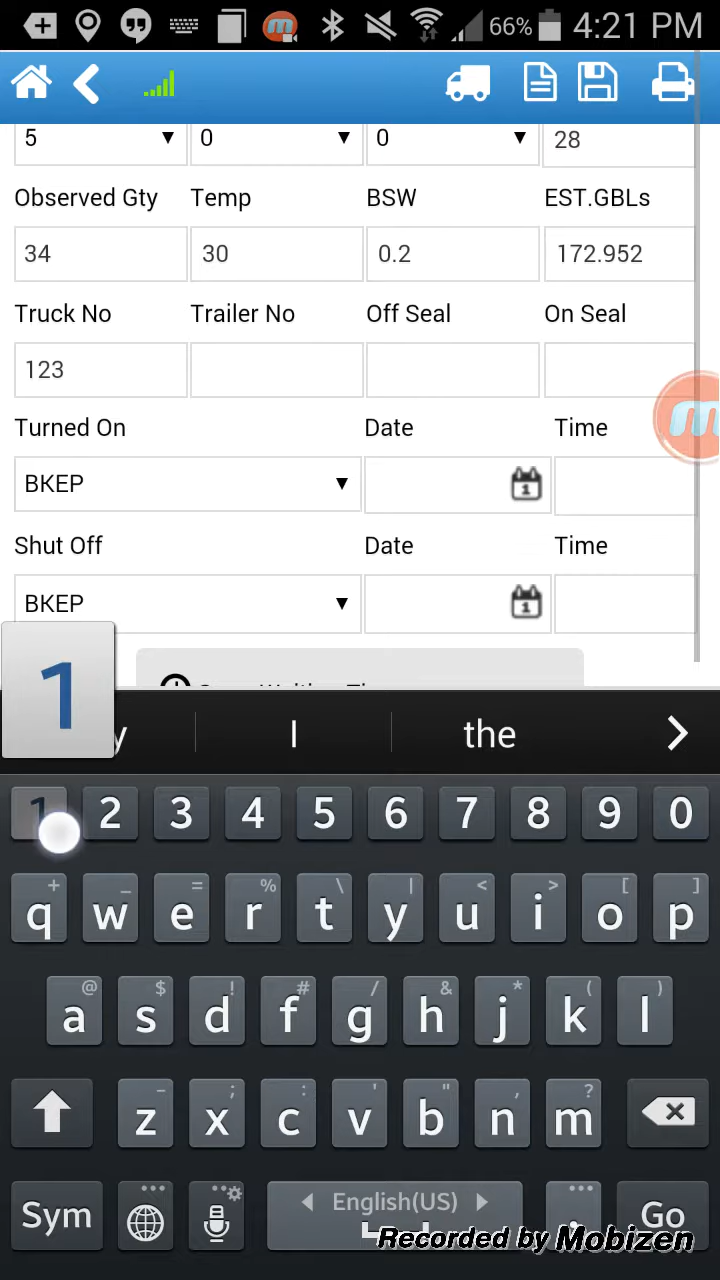 66% 4:21 PM
5 0 0 28
Observed Gty Temp BSW EST.GBLs
34 30 0.2 172.952
Truck No Trailer No Off Seal On Seal
123
Turned On Date Time
BKEP 1
Shut Off Date Time
BKEP 1
1
y I the
1 2 3 4 5 6 7 8 9 0
+ _ = % \ | < > [ ]
q w e r t y u i o p
@ $ ! # / & * ( )
a s d f g h j k l
- ; : ' " , ?
z x c v b n m
Sym English(US) Go
Recorded by Mobizen